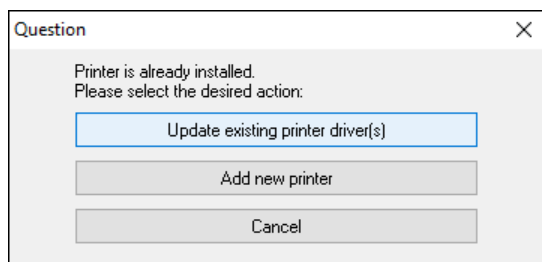 Question
Printer is already installed.
Please select the desired action:
Update existing printer driver(s)
Add new printer
Cancel